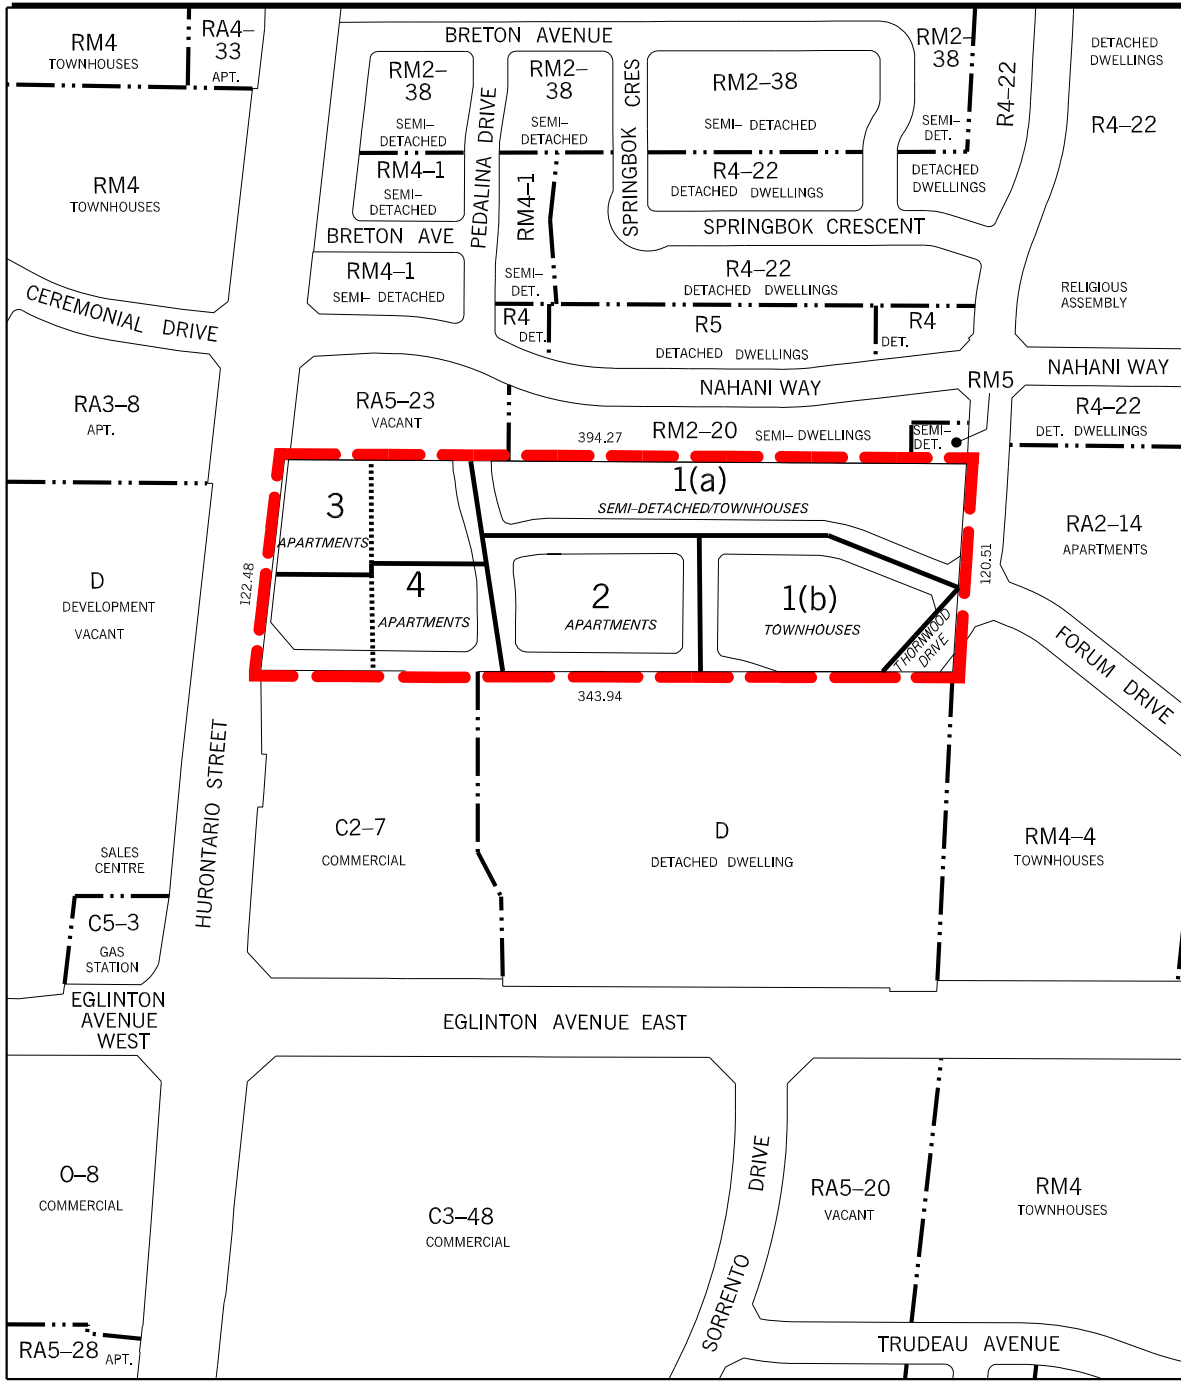 RM4
TOWNHOUSES
RA4–
33
APT.
BRETON AVENUE
RM2–
38
SEMI–
DETACHED
RM2–
38
SEMI–
DETACHED
RM2–38
SEMI– DETACHED
RM2–
38
SEMI–
DET.
R4–22
DETACHED
DWELLINGS
R4–22
PEDALINA DRIVE
SPRINGBOK CRES
RM4
TOWNHOUSES
RM4–1
SEMI–
DETACHED
RM4–1
SEMI–
DET.
R4–22
DETACHED DWELLINGS
DETACHED
DWELLINGS
BRETON AVE
SPRINGBOK CRESCENT
RM4–1
SEMI– DETACHED
R4–22
DETACHED DWELLINGS
RELIGIOUS
ASSEMBLY
CEREMONIAL DRIVE
R4
DET.
R5
DETACHED DWELLINGS
R4
DET.
NAHANI WAY
NAHANI WAY
RM5
RA3–8
APT.
RA5–23
VACANT
RM2–20 SEMI– DWELLINGS
SEMI–
DET.
R4–22
DET. DWELLINGS
394.27
1(a)
SEMI–DETACHED/TOWNHOUSES
3
APARTMENTS
4
APARTMENTS
2
APARTMENTS
1(b)
TOWNHOUSES
THORNWOOD
DRIVE
122.48
120.51
343.94
RA2–14
APARTMENTS
D
DEVELOPMENT
VACANT
FORUM DRIVE
HURONTARIO STREET
C2–7
COMMERCIAL
D
DETACHED DWELLING
RM4–4
TOWNHOUSES
SALES
CENTRE
C5–3
GAS
STATION
EGLINTON
AVENUE
WEST
EGLINTON AVENUE EAST
O–8
COMMERCIAL
C3–48
COMMERCIAL
SORRENTO DRIVE
RA5–20
VACANT
RM4
TOWNHOUSES
RA5–28 APT.
TRUDEAU AVENUE